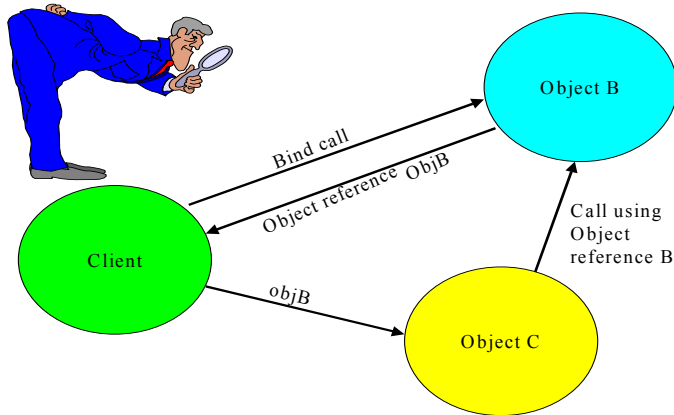 Object B
Bind call
Object reference ObjB
Call using
Object
reference B
Client
objB
Object C